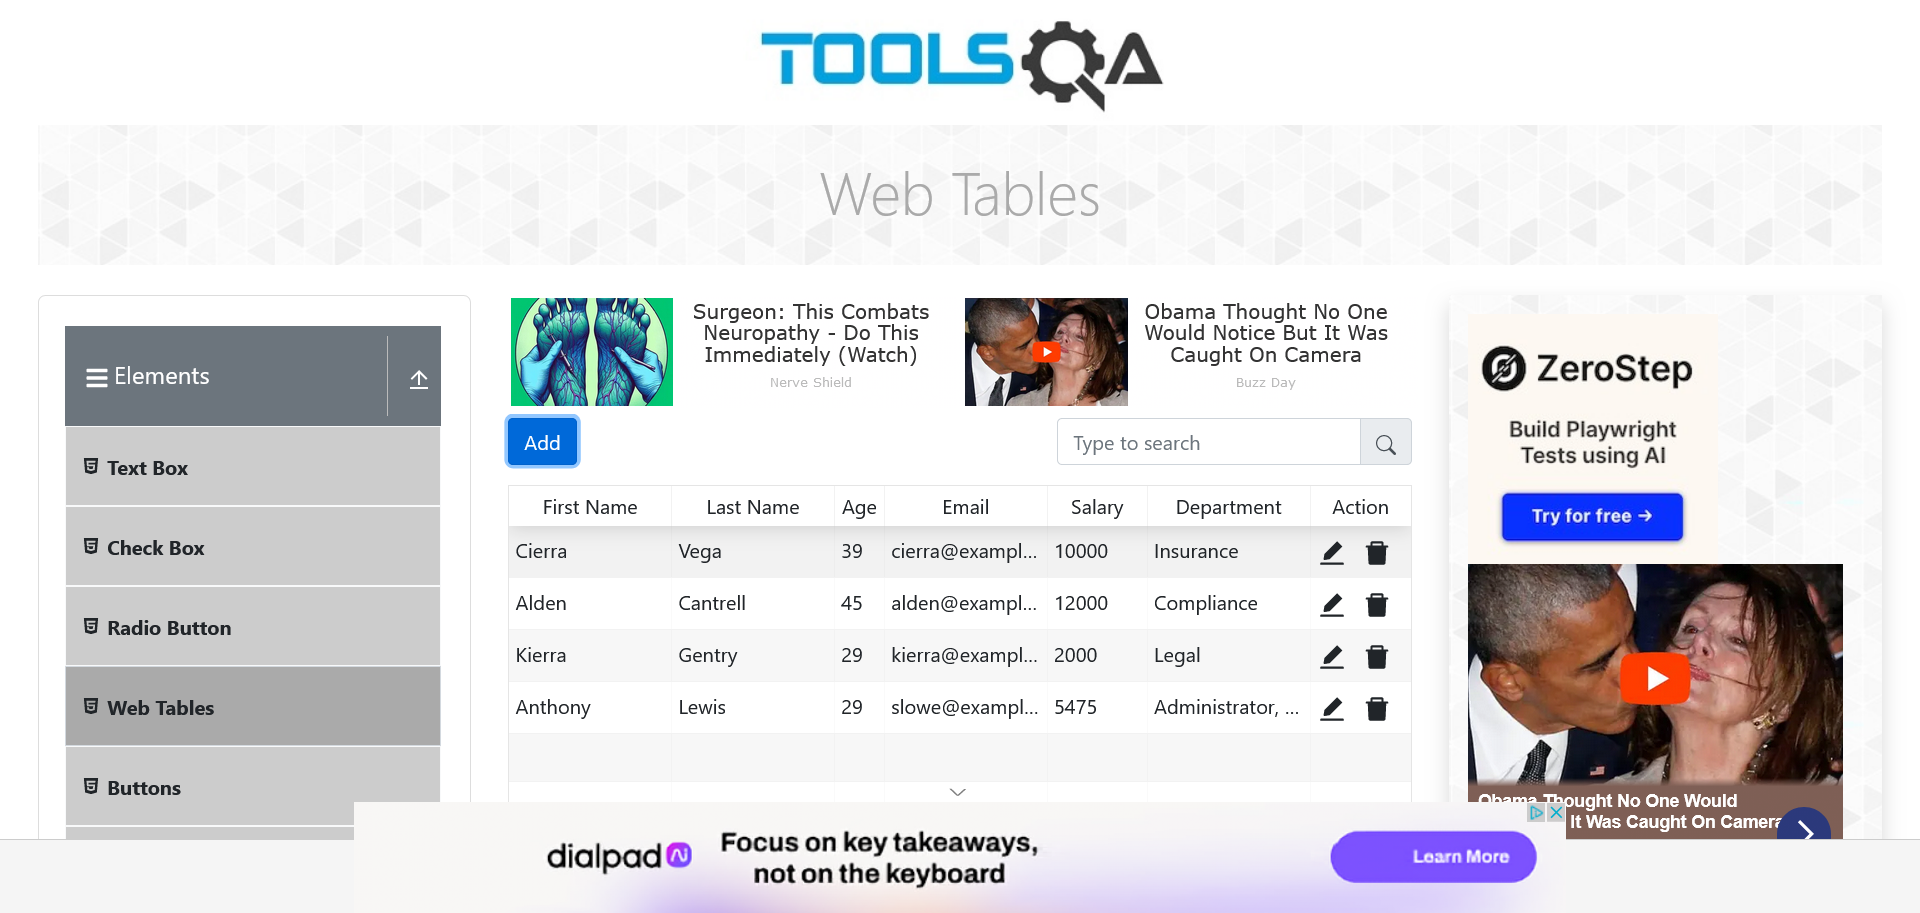 TOOLSQA
Web Tables
Elements
Text Box
Check Box
Radio Button
Web Tables
Buttons
Surgeon: This Combats
Neuropathy - Do This
Immediately (Watch)
Nerve Shield
Obama Thought No One
Would Notice But It Was
Caught On Camera
Buzz Day
Add
Type to search
First Name Last Name Age Email Salary Department Action
Cierra Vega 39 cierra@exampl... 10000 Insurance
Alden Cantrell 45 alden@exampl... 12000 Compliance
Kierra Gentry 29 kierra@exampl... 2000 Legal
Anthony Lewis 29 slowe@exampl... 5475 Administrator, ...
ZeroStep
Build Playwright
Tests using AI
Try for free →
Obama Thought No One Would
It Was Caught On Camera
dialpad Ai
Focus on key takeaways,
not on the keyboard
Learn More